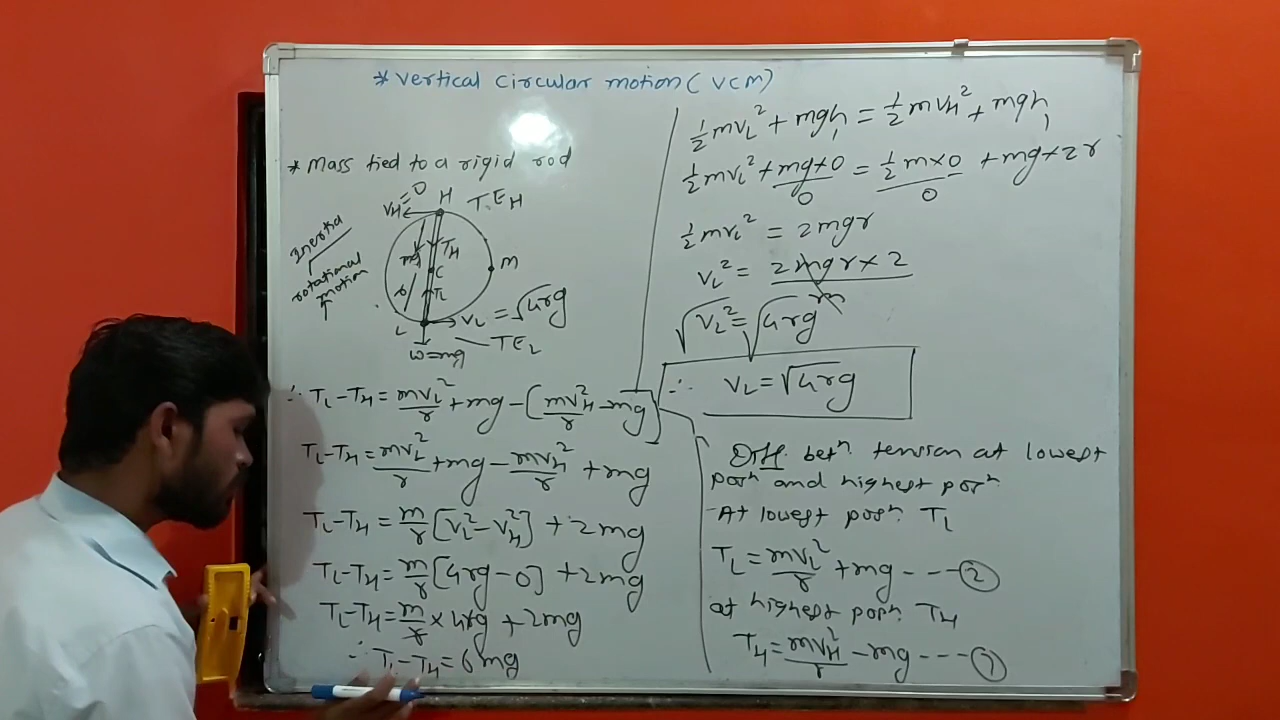 * Vertical Circular motion (VCM)
* Mass tied to a rigid rod
V_H = 0 H T.E_H
Inertia
rotational motion
mg T_H
C M
r T_L
L V_L = √4rg
W=mg TE_L
∴ T_L-T_H = mv_L²/r + mg - [mv_H²/r - mg]
T_L-T_H = mv_L²/r + mg - mv_H²/r + mg
T_L-T_H = m/r [v_L² - v_H²] + 2mg
T_L-T_H = m/r [4rg - 0] + 2mg
T_L-T_H = m/r × 4rg + 2mg
∴ T_L-T_H = 6mg
½mv_L² + mgh, = ½mv_H² + mgh,
½mv_L² + mg×0 = ½m×0 + mg×2r
0 0
½mv_L² = 2mgr
v_L² = 2mgr×2 / m
√v_L² = √4rg
∴ v_L = √4rg
Diff. betⁿ tension at lowest
posⁿ and highest posⁿ
-At lowest posⁿ. T_L
T_L = mv_L²/r + mg ---- ②
at highest posⁿ. T_H
T_H = mv_H²/r - mg ---- ①